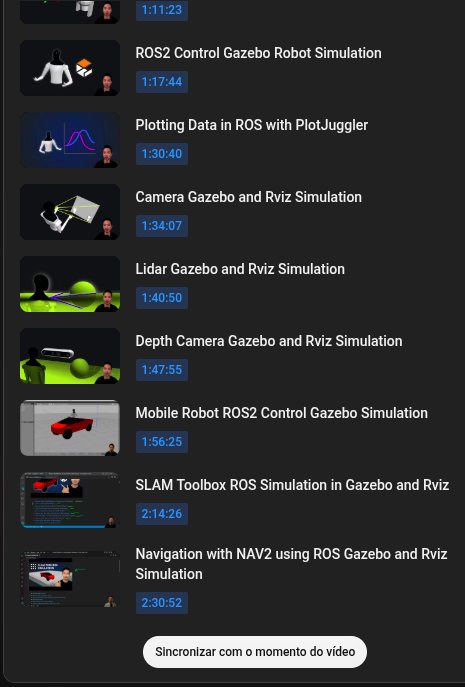 1:11:23
ROS2 Control Gazebo Robot Simulation
1:17:44
Plotting Data in ROS with PlotJuggler
1:30:40
Camera Gazebo and Rviz Simulation
1:34:07
Lidar Gazebo and Rviz Simulation
1:40:50
Depth Camera Gazebo and Rviz Simulation
1:47:55
Mobile Robot ROS2 Control Gazebo Simulation
1:56:25
SLAM Toolbox ROS Simulation in Gazebo and Rviz
2:14:26
Navigation with NAV2 using ROS Gazebo and Rviz
Simulation
2:30:52
Sincronizar com o momento do vídeo